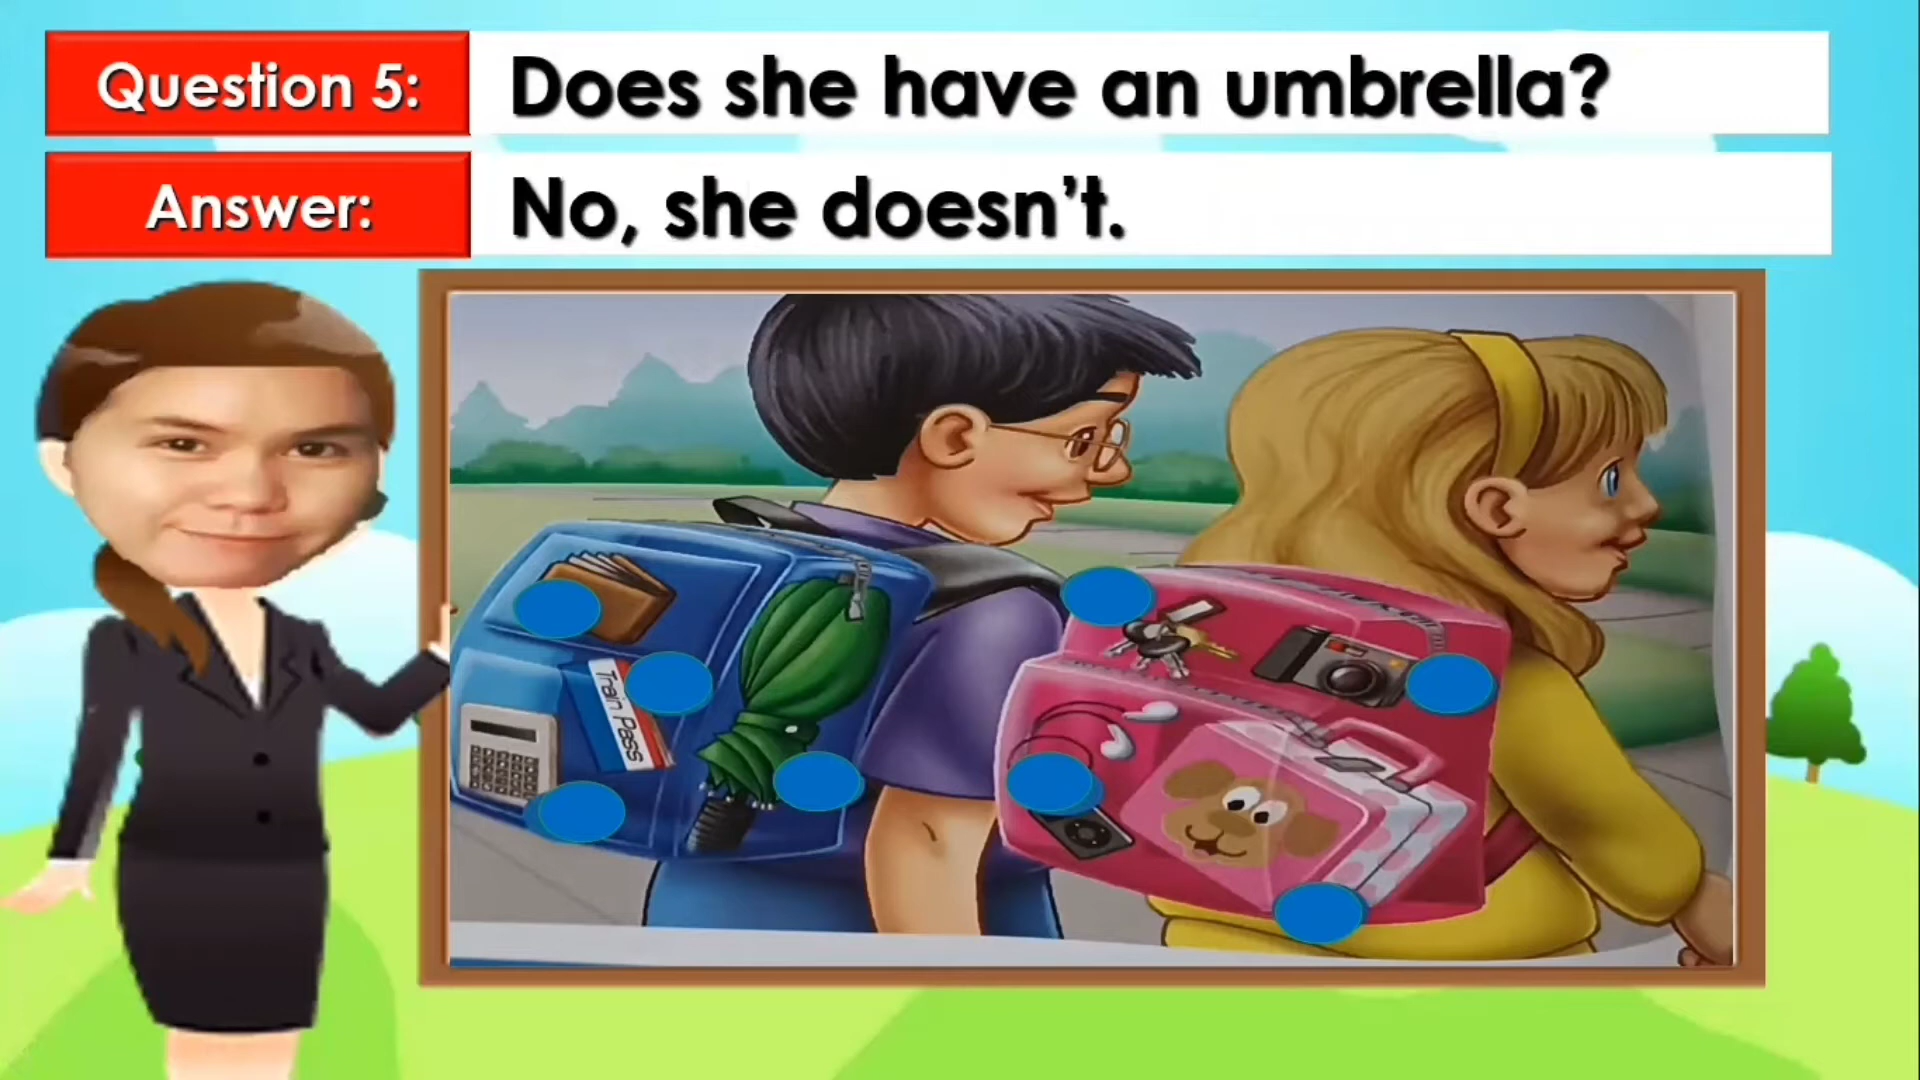 Question 5:
Does she have an umbrella?
Answer:
No, she doesn't.
Train Pass